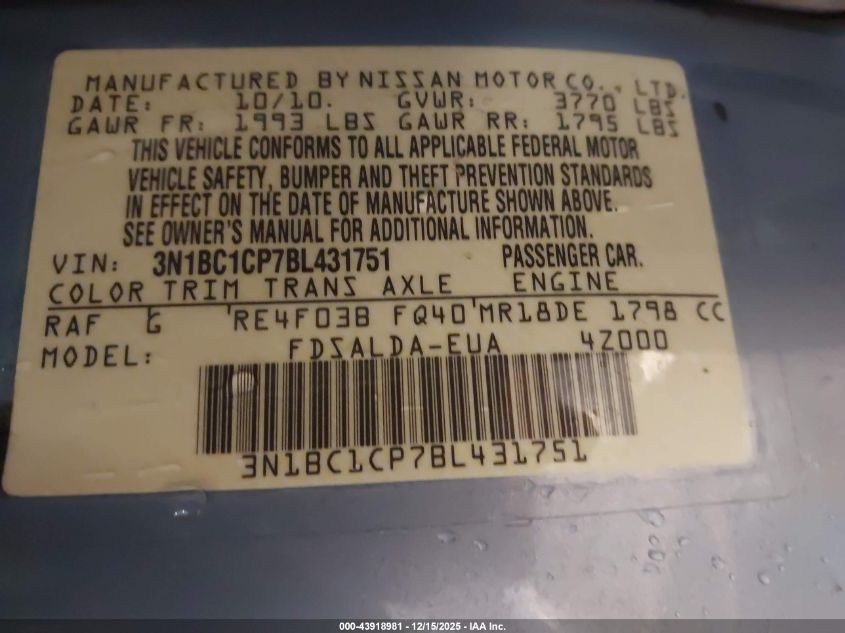 MANUFACTURED BY NISSAN MOTOR CO., LTD.
DATE: 10/10. GVWR: 3770 LBS
GAWR FR: 1993 LBS GAWR RR: 1795 LBS
THIS VEHICLE CONFORMS TO ALL APPLICABLE FEDERAL MOTOR
VEHICLE SAFETY, BUMPER AND THEFT PREVENTION STANDARDS
IN EFFECT ON THE DATE OF MANUFACTURE SHOWN ABOVE.
SEE OWNER'S MANUAL FOR ADDITIONAL INFORMATION.
VIN: 3N1BC1CP7BL431751 PASSENGER CAR.
COLOR TRIM TRANS AXLE ENGINE
RAF G RE4F03B FQ40 MR18DE 1798 CC
MODEL: FDSALDA-EUA 4Z000
3N1BC1CP7BL431751
000-43918981 - 12/15/2025 - IAA Inc.